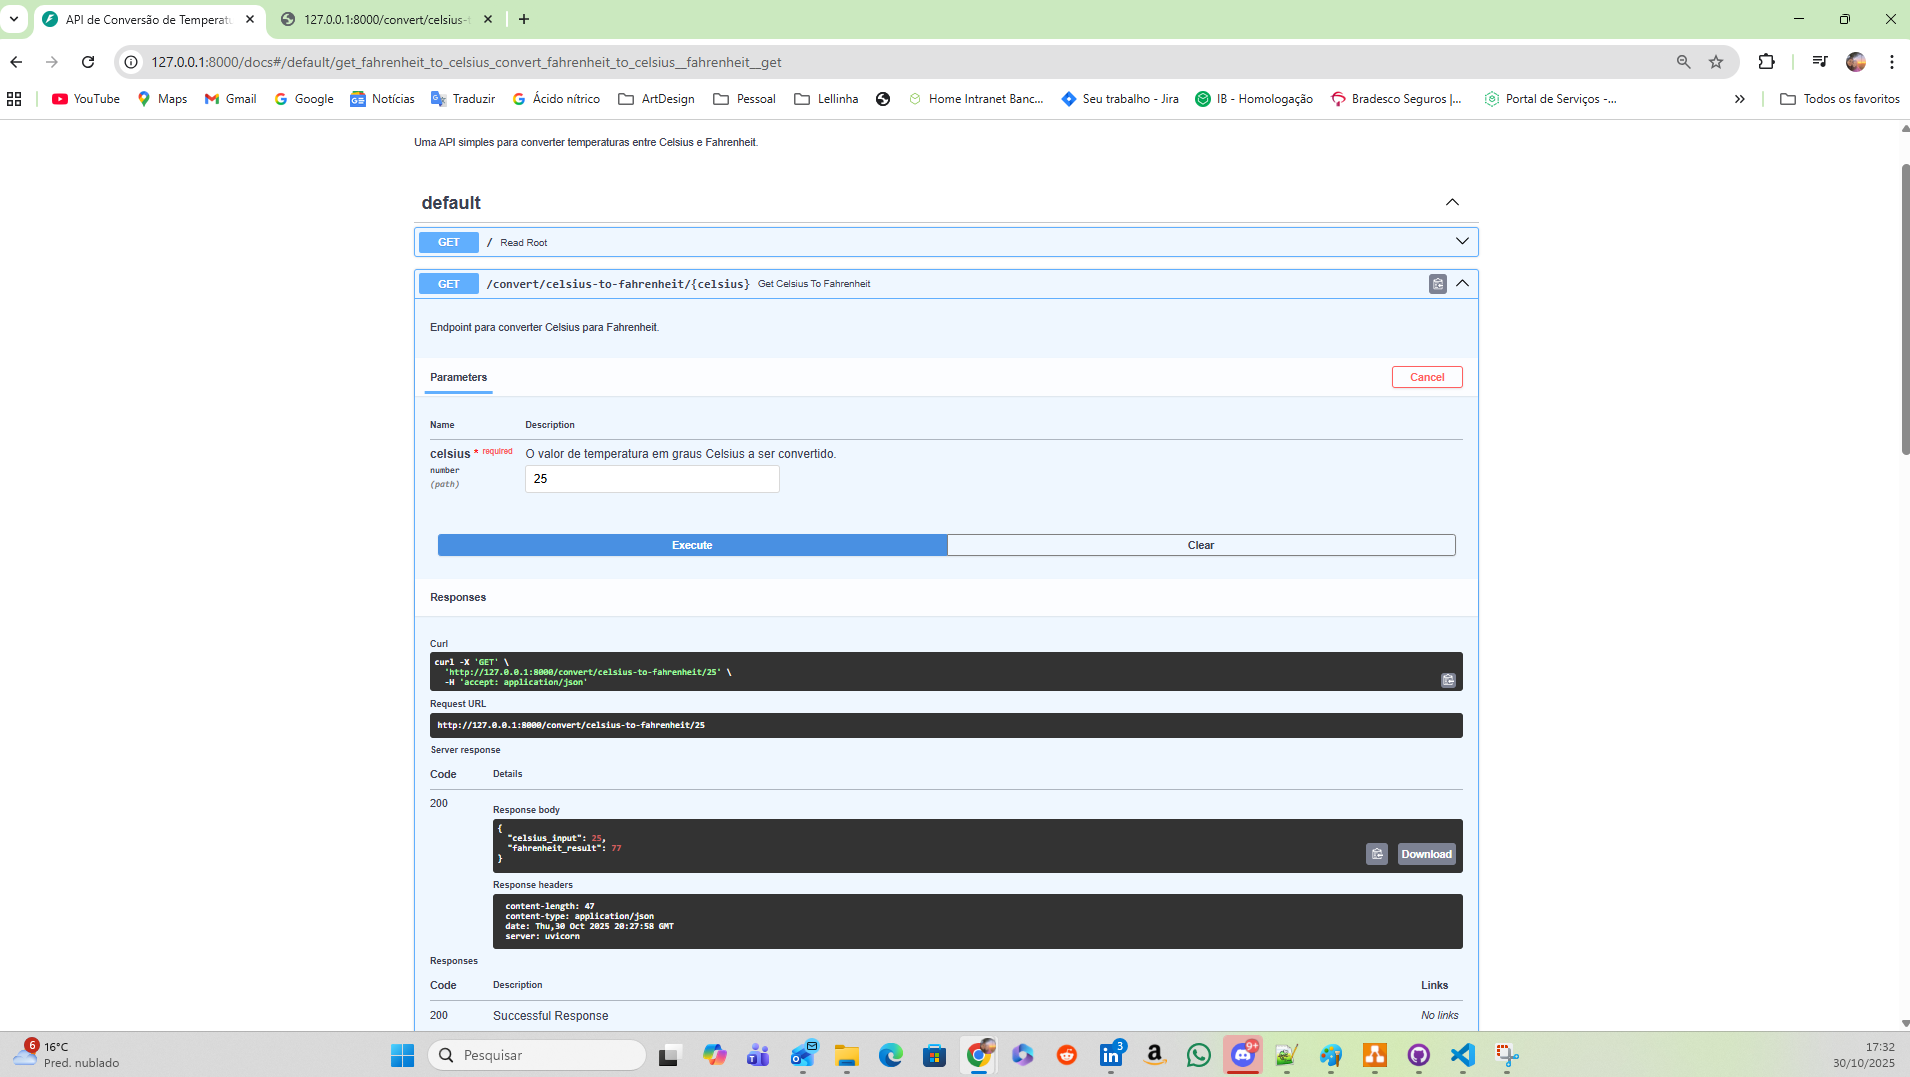 API de Conversão de Temperatu
127.0.0.1:8000/convert/celsius-t
127.0.0.1:8000/docs#/default/get_fahrenheit_to_celsius_convert_fahrenheit_to_celsius__fahrenheit__get
YouTube
Maps
Gmail
Google
Notícias
Traduzir
Ácido nítrico
ArtDesign
Pessoal
Lellinha
Home Intranet Banc...
Seu trabalho - Jira
IB - Homologação
Bradesco Seguros |...
Portal de Serviços -...
Todos os favoritos
Uma API simples para converter temperaturas entre Celsius e Fahrenheit.
default
GET / Read Root
GET /convert/celsius-to-fahrenheit/{celsius} Get Celsius To Fahrenheit
Endpoint para converter Celsius para Fahrenheit.
Parameters
Cancel
Name Description
celsius * required
number
(path)
O valor de temperatura em graus Celsius a ser convertido.
25
Execute
Clear
Responses
Curl
curl -X 'GET' \
'http://127.0.0.1:8000/convert/celsius-to-fahrenheit/25' \
-H 'accept: application/json'
Request URL
http://127.0.0.1:8000/convert/celsius-to-fahrenheit/25
Server response
Code Details
200
Response body
{
"celsius_input": 25,
"fahrenheit_result": 77
}
Download
Response headers
content-length: 47
content-type: application/json
date: Thu,30 Oct 2025 20:27:58 GMT
server: uvicorn
Responses
Code Description Links
200 Successful Response No links
6
16°C
Pred. nublado
Pesquisar
3
9+
17:32
30/10/2025